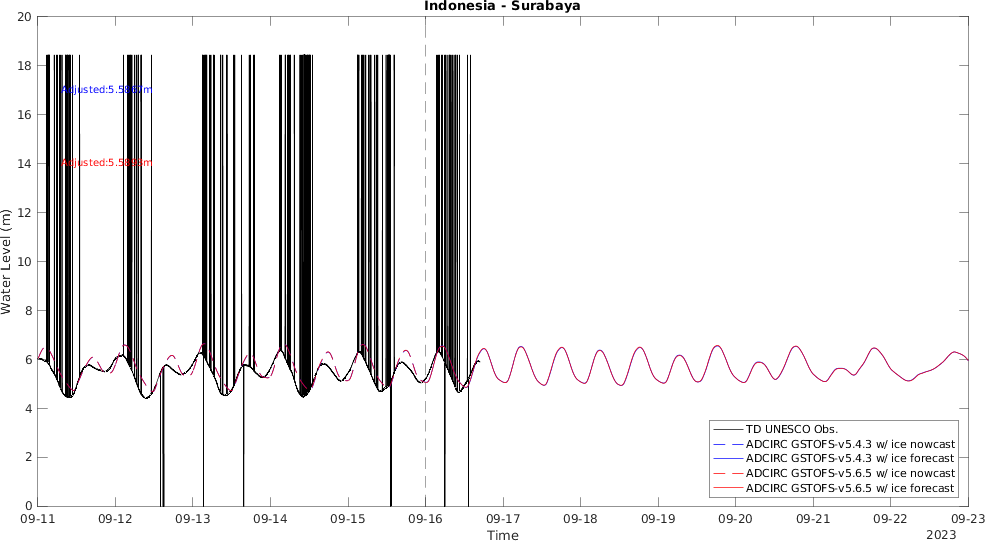 Indonesia - Surabaya
20
18
16
14
12
10
8
6
4
2
0
Water Level (m)
TD UNESCO Obs.
ADCIRC GSTOFS-v5.4.3 w/ ice nowcast
ADCIRC GSTOFS-v5.4.3 w/ ice forecast
ADCIRC GSTOFS-v5.6.5 w/ ice nowcast
ADCIRC GSTOFS-v5.6.5 w/ ice forecast
09-11 09-12 09-13 09-14 09-15 09-16 09-17 09-18 09-19 09-20 09-21 09-22 09-23
Time
2023